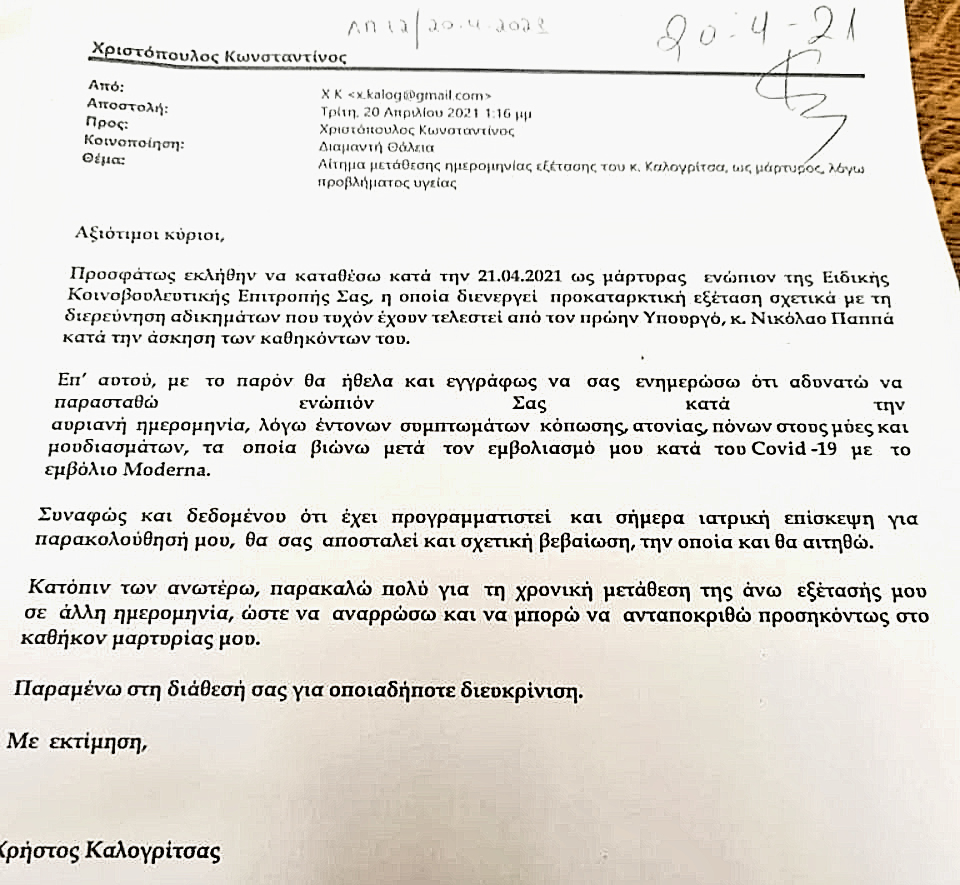 ΛΠ 12/20.4.2021
20-4-21
Χριστόπουλος Κωνσταντίνος
Από: Χ Κ <x.kalog@gmail.com>
Αποστολή: Τρίτη, 20 Απριλίου 2021 1:16 μμ
Προς: Χριστόπουλος Κωνσταντίνος
Κοινοποίηση: Διαμαντή Θάλεια
Θέμα: Αίτημα μετάθεσης ημερομηνίας εξέτασης του κ. Καλογρίτσα, ως μάρτυρος, λόγω
προβλήματος υγείας
Αξιότιμοι κύριοι,
Προσφάτως εκλήθην να καταθέσω κατά την 21.04.2021 ως μάρτυρας ενώπιον της Ειδικής
Κοινοβουλευτικής Επιτροπής Σας, η οποία διενεργεί προκαταρκτική εξέταση σχετικά με τη
διερεύνηση αδικημάτων που τυχόν έχουν τελεστεί από τον πρώην Υπουργό, κ. Νικόλαο Παππά
κατά την άσκηση των καθηκόντων του.
Επ’ αυτού, με το παρόν θα ήθελα και εγγράφως να σας ενημερώσω ότι αδυνατώ να
παρασταθώ ενώπιόν Σας κατά την
αυριανή ημερομηνία, λόγω έντονων συμπτωμάτων κόπωσης, ατονίας, πόνων στους μύες και
μουδιασμάτων, τα οποία βιώνω μετά τον εμβολιασμό μου κατά του Covid -19 με το
εμβόλιο Moderna.
Συναφώς και δεδομένου ότι έχει προγραμματιστεί και σήμερα ιατρική επίσκεψη για
παρακολούθησή μου, θα σας αποσταλεί και σχετική βεβαίωση, την οποία και θα αιτηθώ.
Κατόπιν των ανωτέρω, παρακαλώ πολύ για τη χρονική μετάθεση της άνω εξέτασής μου
σε άλλη ημερομηνία, ώστε να αναρρώσω και να μπορώ να ανταποκριθώ προσηκόντως στο
καθήκον μαρτυρίας μου.
Παραμένω στη διάθεσή σας για οποιαδήποτε διευκρίνιση.
Με εκτίμηση,
Χρήστος Καλογρίτσας